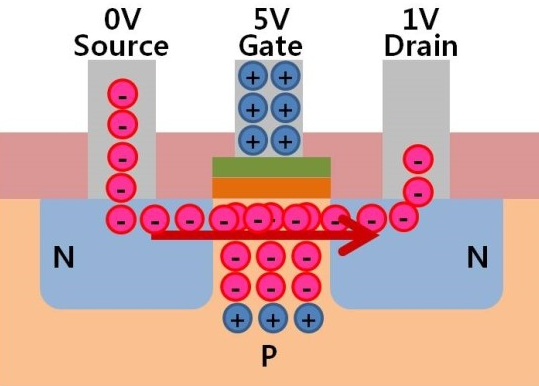 0V 5V 1V
Source Gate Drain
+ +
- + +
- + +
-
-
-
- - - - - - - - - -
N - - - N
- - -
+ + +
P